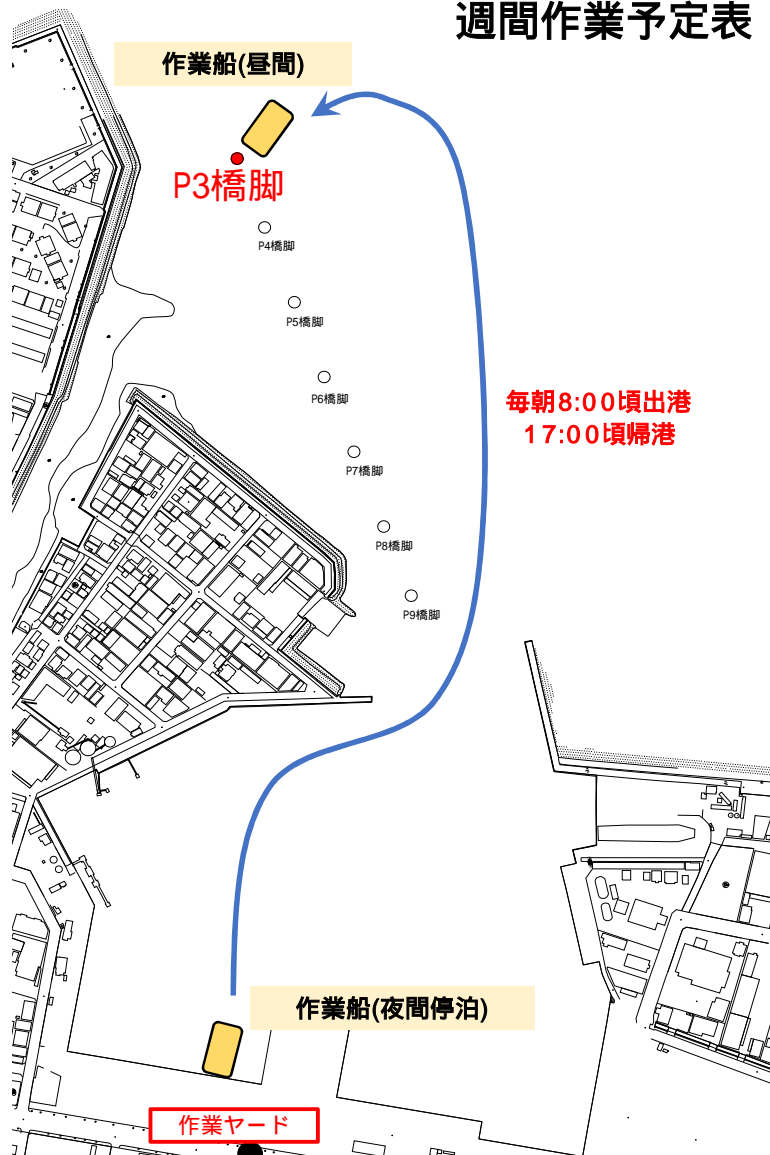 週間作業予定表
作業船(昼間)
P3橋脚
P4橋脚
P5橋脚
P6橋脚
毎朝8:00頃出港
17:00頃帰港
P7橋脚
P8橋脚
P9橋脚
作業船(夜間停泊)
作業ヤード